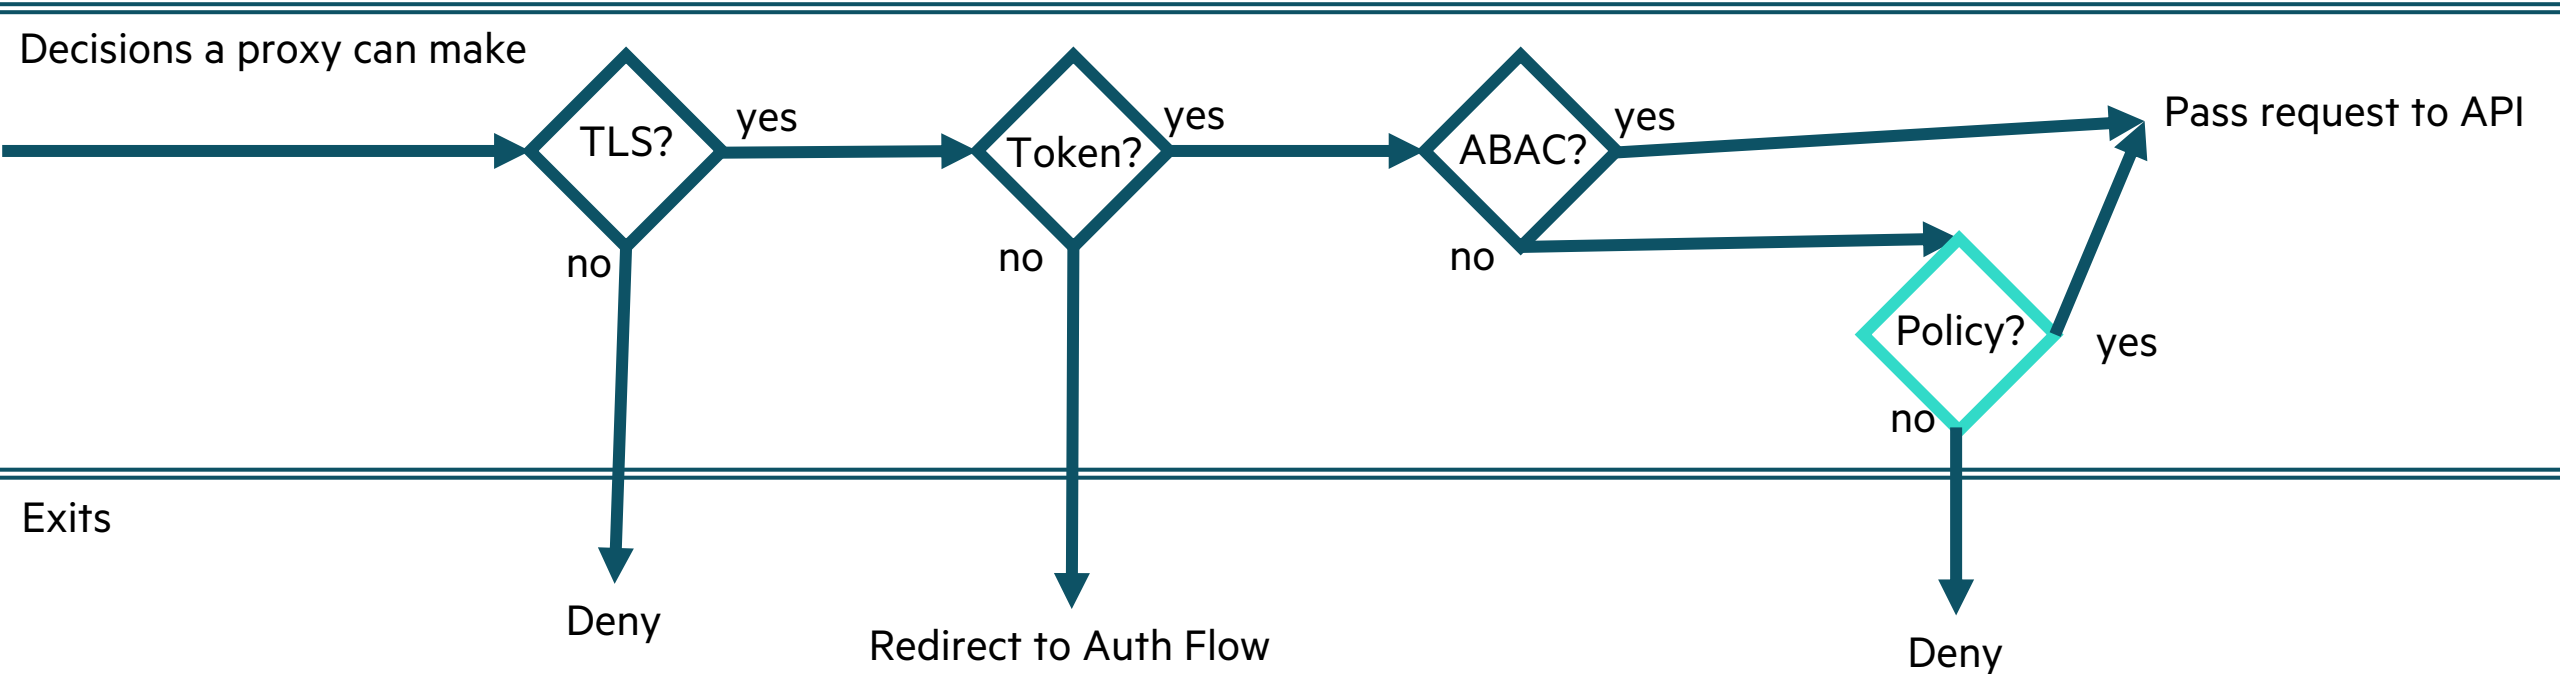 Decisions a proxy can make
TLS?
yes
no
Token?
yes
no
ABAC?
yes
no
Pass request to API
Policy?
yes
no
Exits
Deny
Redirect to Auth Flow
Deny